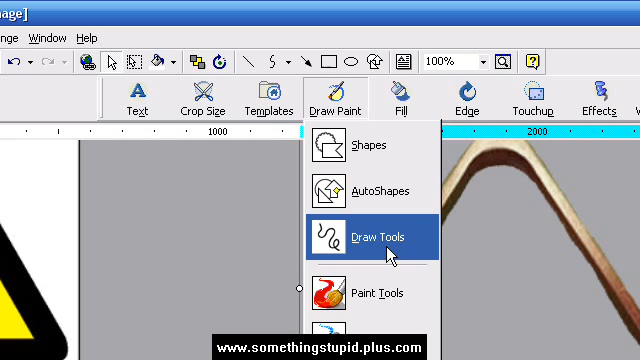 mage]
nge Window Help
100%
Text Crop Size Templates Draw Paint Fill Edge Touchup Effects W
1000 2000
Shapes
AutoShapes
Draw Tools
Paint Tools
www.somethingstupid.plus.com